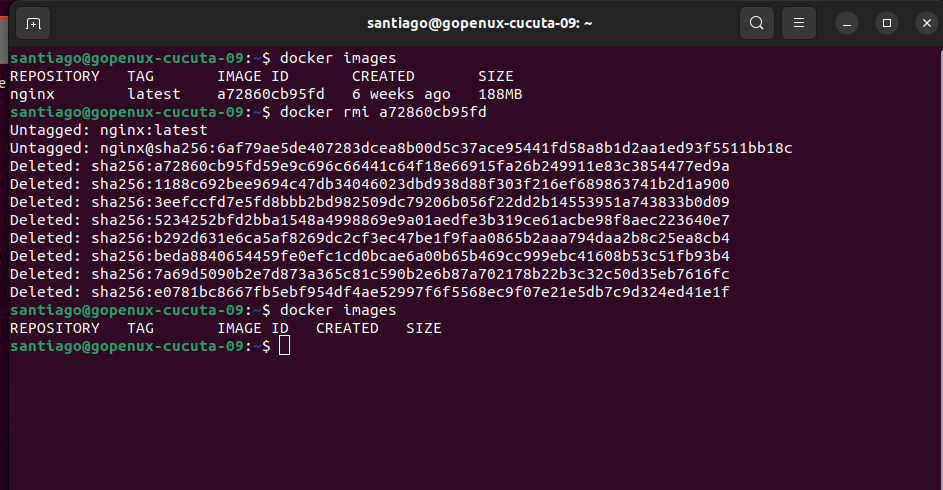 santiago@gopenux-cucuta-09: ~
santiago@gopenux-cucuta-09:~$ docker images
REPOSITORY   TAG       IMAGE ID       CREATED       SIZE
nginx        latest    a72860cb95fd   6 weeks ago   188MB
santiago@gopenux-cucuta-09:~$ docker rmi a72860cb95fd
Untagged: nginx:latest
Untagged: nginx@sha256:6af79ae5de407283dcea8b00d5c37ace95441fd58a8b1d2aa1ed93f5511bb18c
Deleted: sha256:a72860cb95fd59e9c696c66441c64f18e66915fa26b249911e83c3854477ed9a
Deleted: sha256:1188c692bee9694c47db34046023dbd938d88f303f216ef689863741b2d1a900
Deleted: sha256:3eefccfd7e5fd8bbb2bd982509dc79206b056f22dd2b14553951a743833b0d09
Deleted: sha256:5234252bfd2bba1548a4998869e9a01aedfe3b319ce61acbe98f8aec223640e7
Deleted: sha256:b292d631e6ca5af8269dc2cf3ec47be1f9faa0865b2aaa794daa2b8c25ea8cb4
Deleted: sha256:beda8840654459fe0efc1cd0bcae6a00b65b469cc999ebc41608b53c51fb93b4
Deleted: sha256:7a69d5090b2e7d873a365c81c590b2e6b87a702178b22b3c32c50d35eb7616fc
Deleted: sha256:e0781bc8667fb5ebf954df4ae52997f6f5568ec9f07e21e5db7c9d324ed41e1f
santiago@gopenux-cucuta-09:~$ docker images
REPOSITORY   TAG       IMAGE ID   CREATED   SIZE
santiago@gopenux-cucuta-09:~$